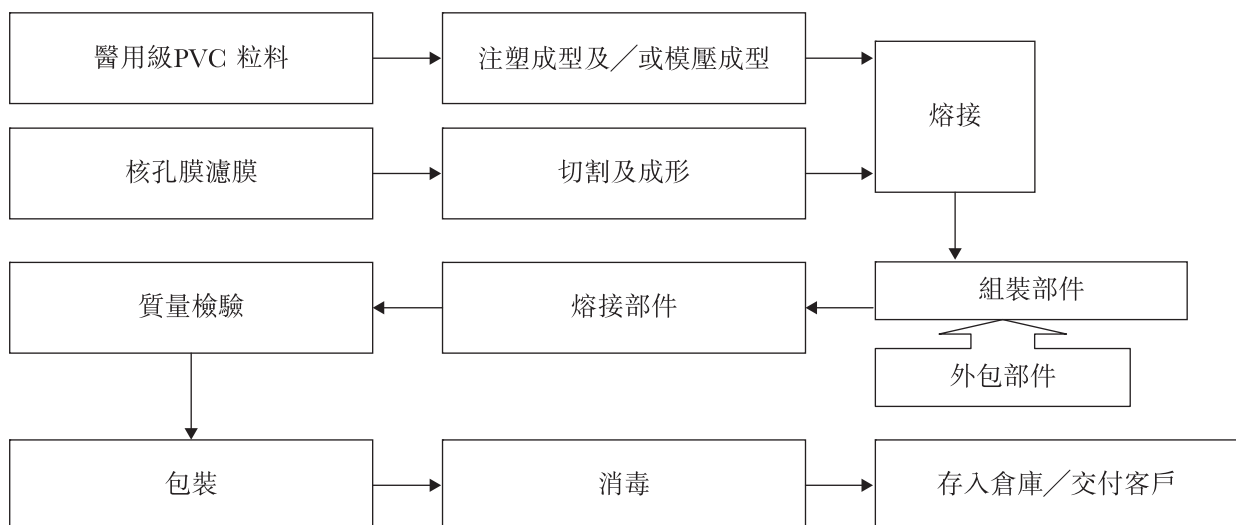 醫用級PVC 粒料
注塑成型及／或模壓成型
熔接
核孔膜濾膜
切割及成形
質量檢驗
熔接部件
組裝部件
外包部件
包裝
消毒
存入倉庫／交付客戶